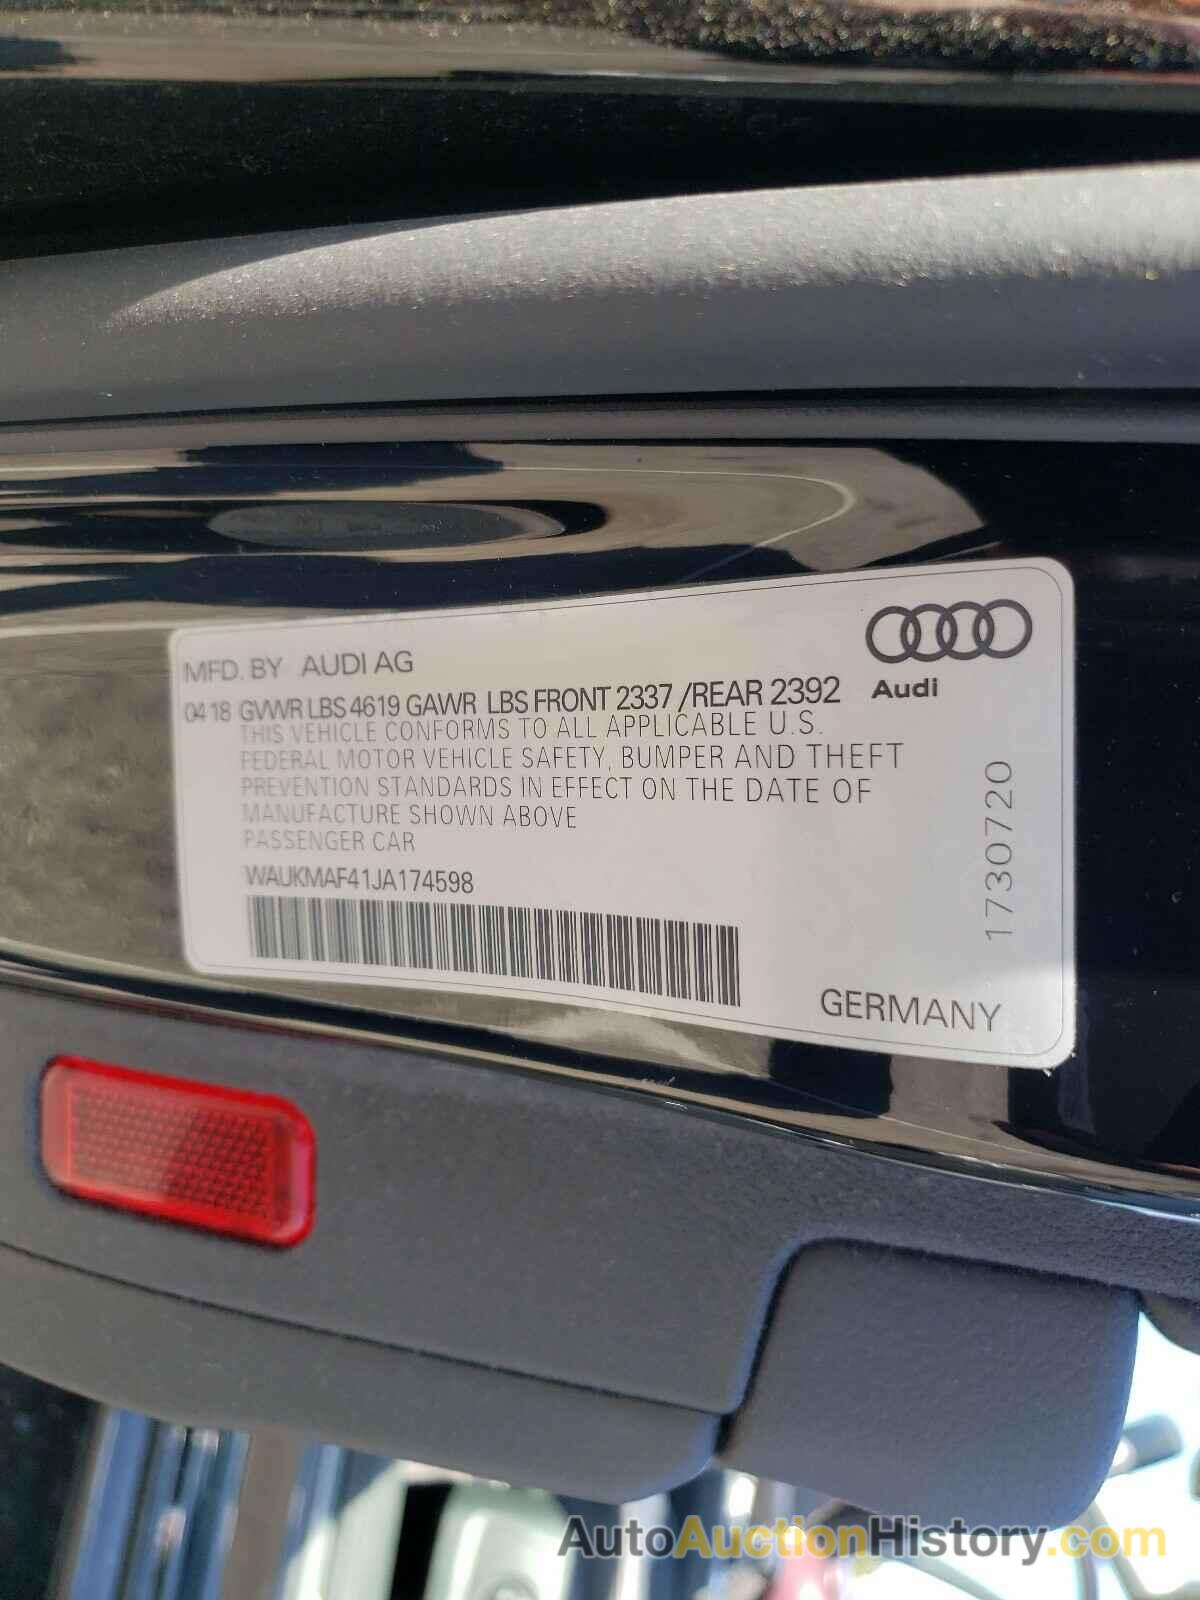 MFD. BY AUDI AG
Audi
04 18 GVWR LBS 4619 GAWR LBS FRONT 2337 /REAR 2392
THIS VEHICLE CONFORMS TO ALL APPLICABLE U.S.
FEDERAL MOTOR VEHICLE SAFETY, BUMPER AND THEFT
PREVENTION STANDARDS IN EFFECT ON THE DATE OF
MANUFACTURE SHOWN ABOVE
PASSENGER CAR
WAUKMAF41JA174598
1730720
GERMANY
AutoAuctionHistory.com